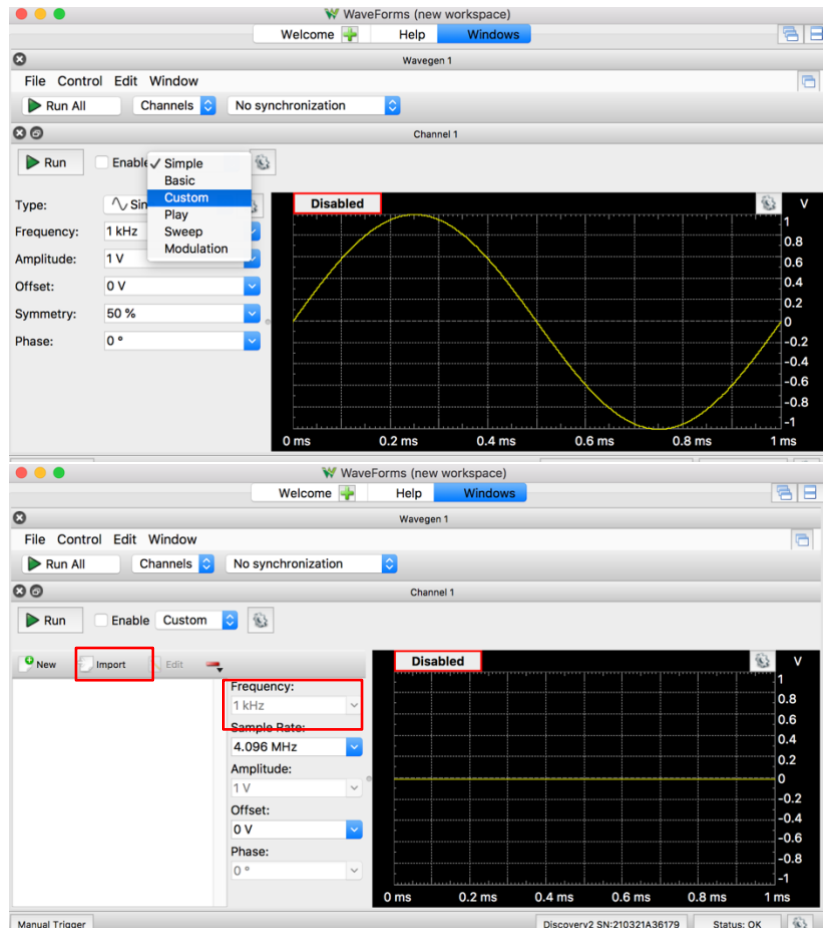 WaveForms (new workspace)
Welcome Help Windows
Wavegen 1
File Control Edit Window
Run All Channels No synchronization
Channel 1
Run Enable ✓ Simple
Basic
Custom
Play
Sweep
Modulation
Type: Sin
Frequency: 1 kHz
Amplitude: 1 V
Offset: 0 V
Symmetry: 50 %
Phase: 0 °
Disabled V
1
0.8
0.6
0.4
0.2
0
-0.2
-0.4
-0.6
-0.8
-1
0 ms 0.2 ms 0.4 ms 0.6 ms 0.8 ms 1 ms
WaveForms (new workspace)
Welcome Help Windows
Wavegen 1
File Control Edit Window
Run All Channels No synchronization
Channel 1
Run Enable Custom
New Import Edit
Frequency:
1 kHz
Sample Rate:
4.096 MHz
Amplitude:
1 V
Offset:
0 V
Phase:
0 °
Disabled V
1
0.8
0.6
0.4
0.2
0
-0.2
-0.4
-0.6
-0.8
-1
0 ms 0.2 ms 0.4 ms 0.6 ms 0.8 ms 1 ms
Manual Trigger Discovery2 SN:210321A36179 Status: OK